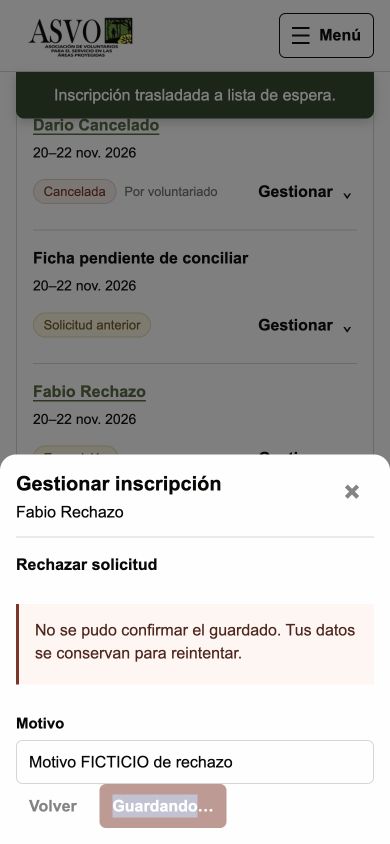 ASVO
ASOCIACIÓN DE VOLUNTARIOS
PARA EL SERVICIO EN LAS
ÁREAS PROTEGIDAS
Menú
Inscripción trasladada a lista de espera.
Dario Cancelado
20–22 nov. 2026
Cancelada Por voluntariado Gestionar
Ficha pendiente de conciliar
20–22 nov. 2026
Solicitud anterior Gestionar
Fabio Rechazo
20–22 nov. 2026
Gestionar inscripción
Fabio Rechazo
Rechazar solicitud
No se pudo confirmar el guardado. Tus datos
se conservan para reintentar.
Motivo
Motivo FICTICIO de rechazo
Volver Guardando…